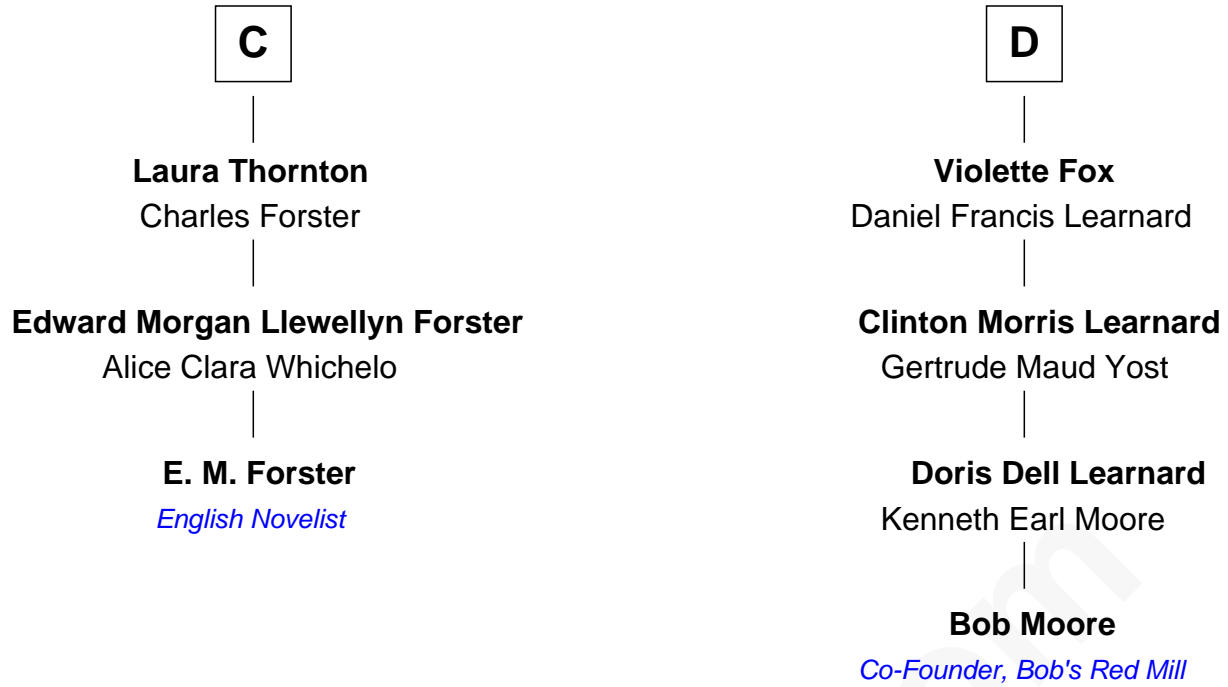 C
Laura Thornton
Charles Forster
Edward Morgan Llewellyn Forster
Alice Clara Whichelo
E. M. Forster
English Novelist
D
Violette Fox
Daniel Francis Learnard
Clinton Morris Learnard
Gertrude Maud Yost
Doris Dell Learnard
Kenneth Earl Moore
Bob Moore
Co-Founder, Bob's Red Mill